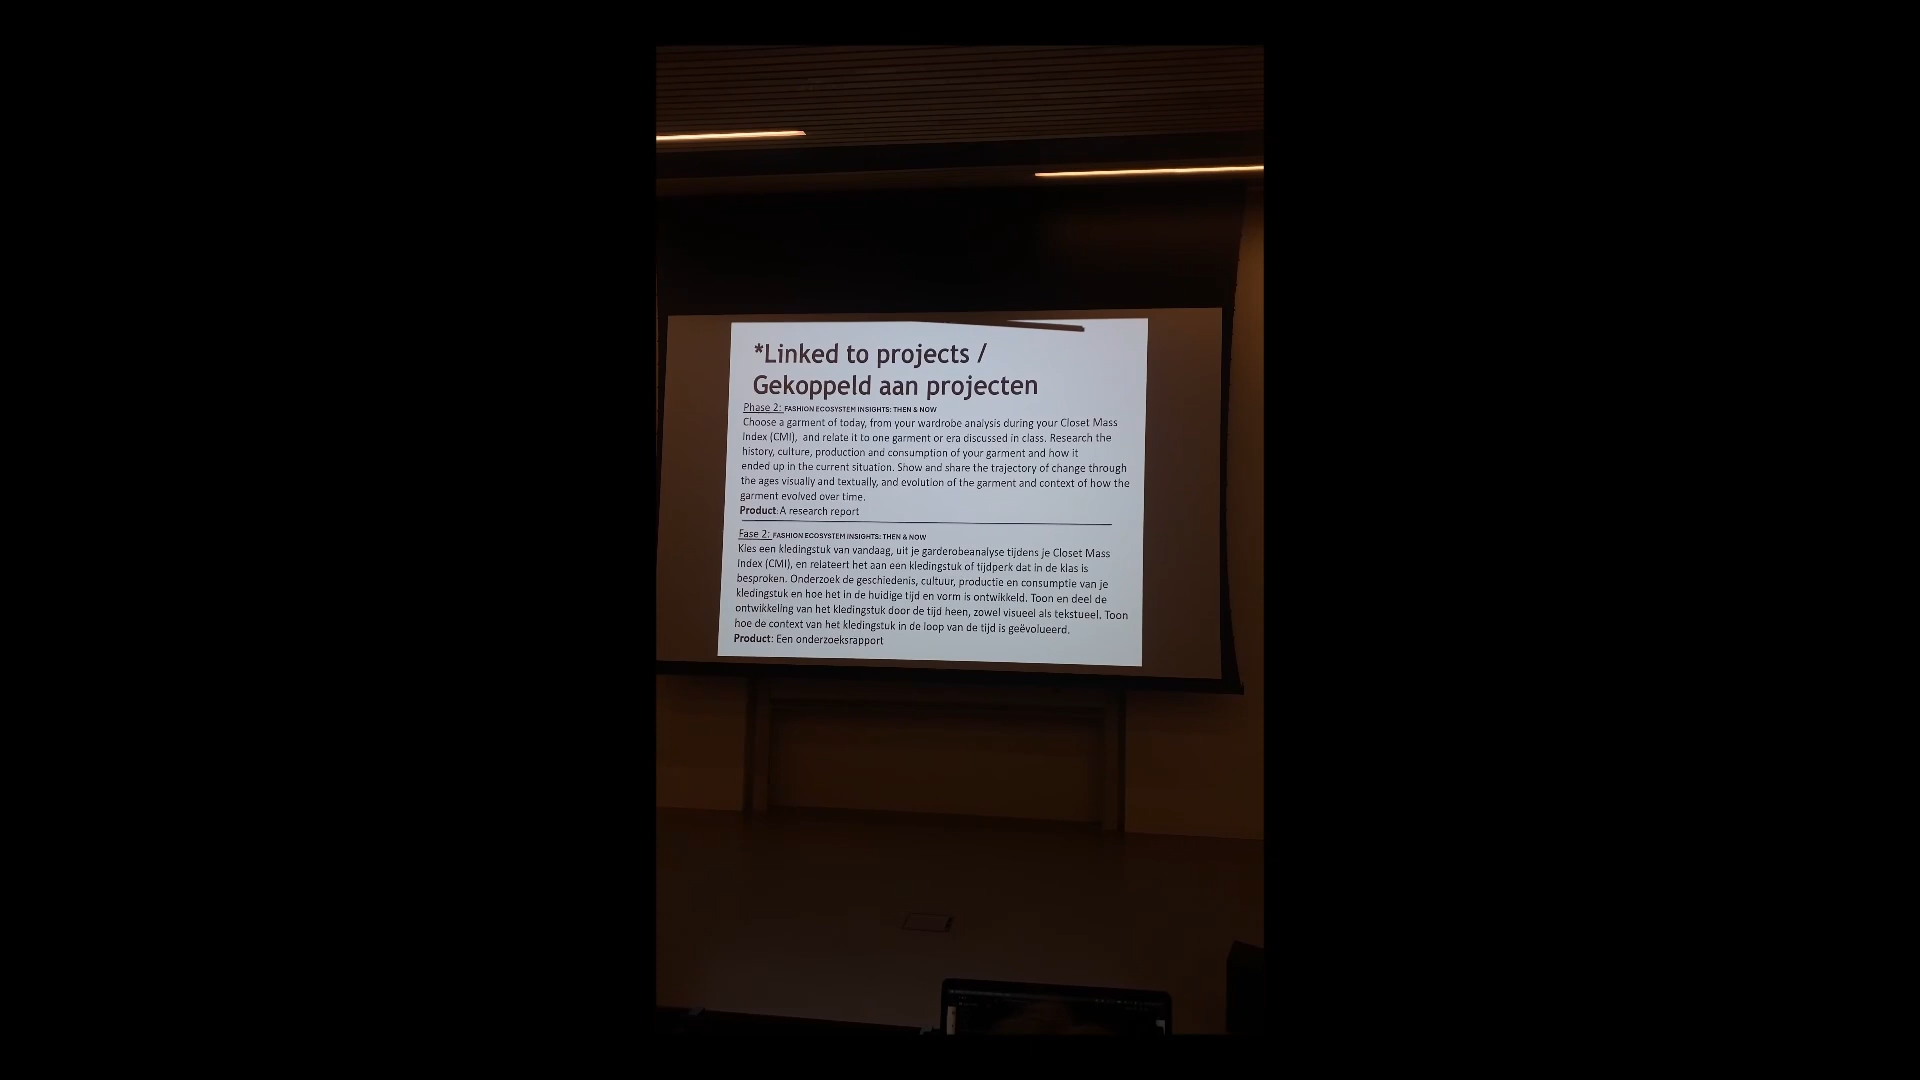 *Linked to projects /
Gekoppeld aan projecten
Phase 2: FASHION ECOSYSTEM INSIGHTS: THEN & NOW
Choose a garment of today, from your wardrobe analysis during your Closet Mass
Index (CMI), and relate it to one garment or era discussed in class. Research the
history, culture, production and consumption of your garment and how it
ended up in the current situation. Show and share the trajectory of change through
the ages visually and textually, and evolution of the garment and context of how the
garment evolved over time.
Product: A research report
Fase 2: FASHION ECOSYSTEM INSIGHTS: THEN & NOW
Kies een kledingstuk van vandaag, uit je garderobeanalyse tijdens je Closet Mass
Index (CMI), en relateert het aan een kledingstuk of tijdperk dat in de klas is
besproken. Onderzoek de geschiedenis, cultuur, productie en consumptie van je
kledingstuk en hoe het in de huidige tijd en vorm is ontwikkeld. Toon en deel de
ontwikkeling van het kledingstuk door de tijd heen, zowel visueel als tekstueel. Toon
hoe de context van het kledingstuk in de loop van de tijd is geëvolueerd.
Product: Een onderzoeksrapport